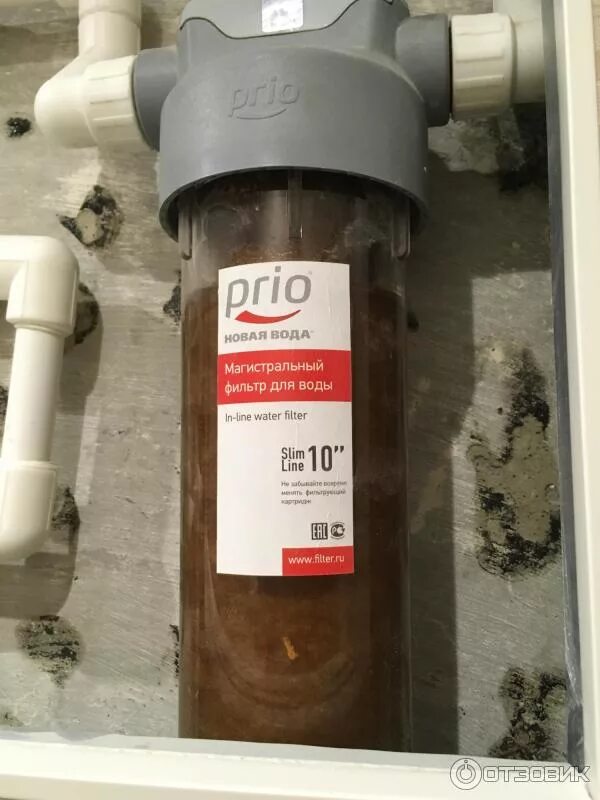 prio
prio
НОВАЯ ВОДА
Магистральный
фильтр для воды
In-line water filter
Slim
Line 10”
Не забывайте вовремя
менять фильтрующий
картридж
EAC
www.filter.ru
ОТЗОВИК